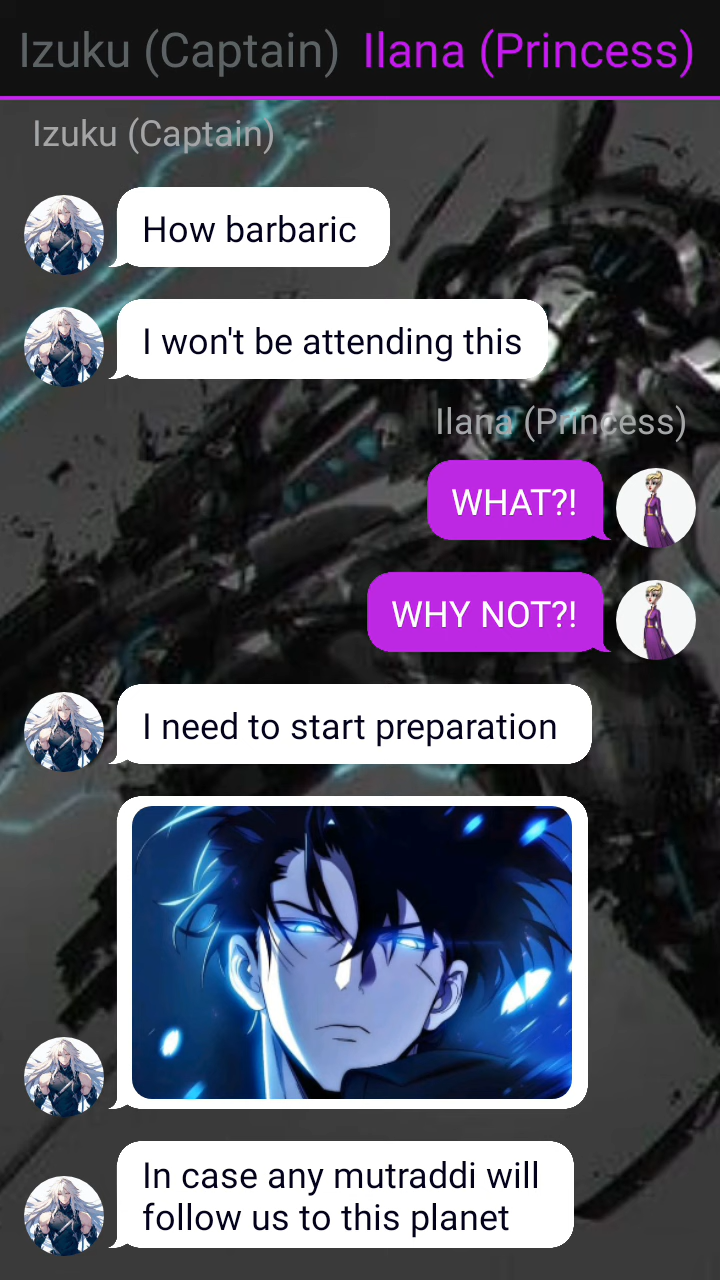 Izuku (Captain) Ilana (Princess)
Izuku (Captain)
How barbaric
I won't be attending this
Ilana (Princess)
WHAT?!
WHY NOT?!
I need to start preparation
In case any mutraddi will
follow us to this planet